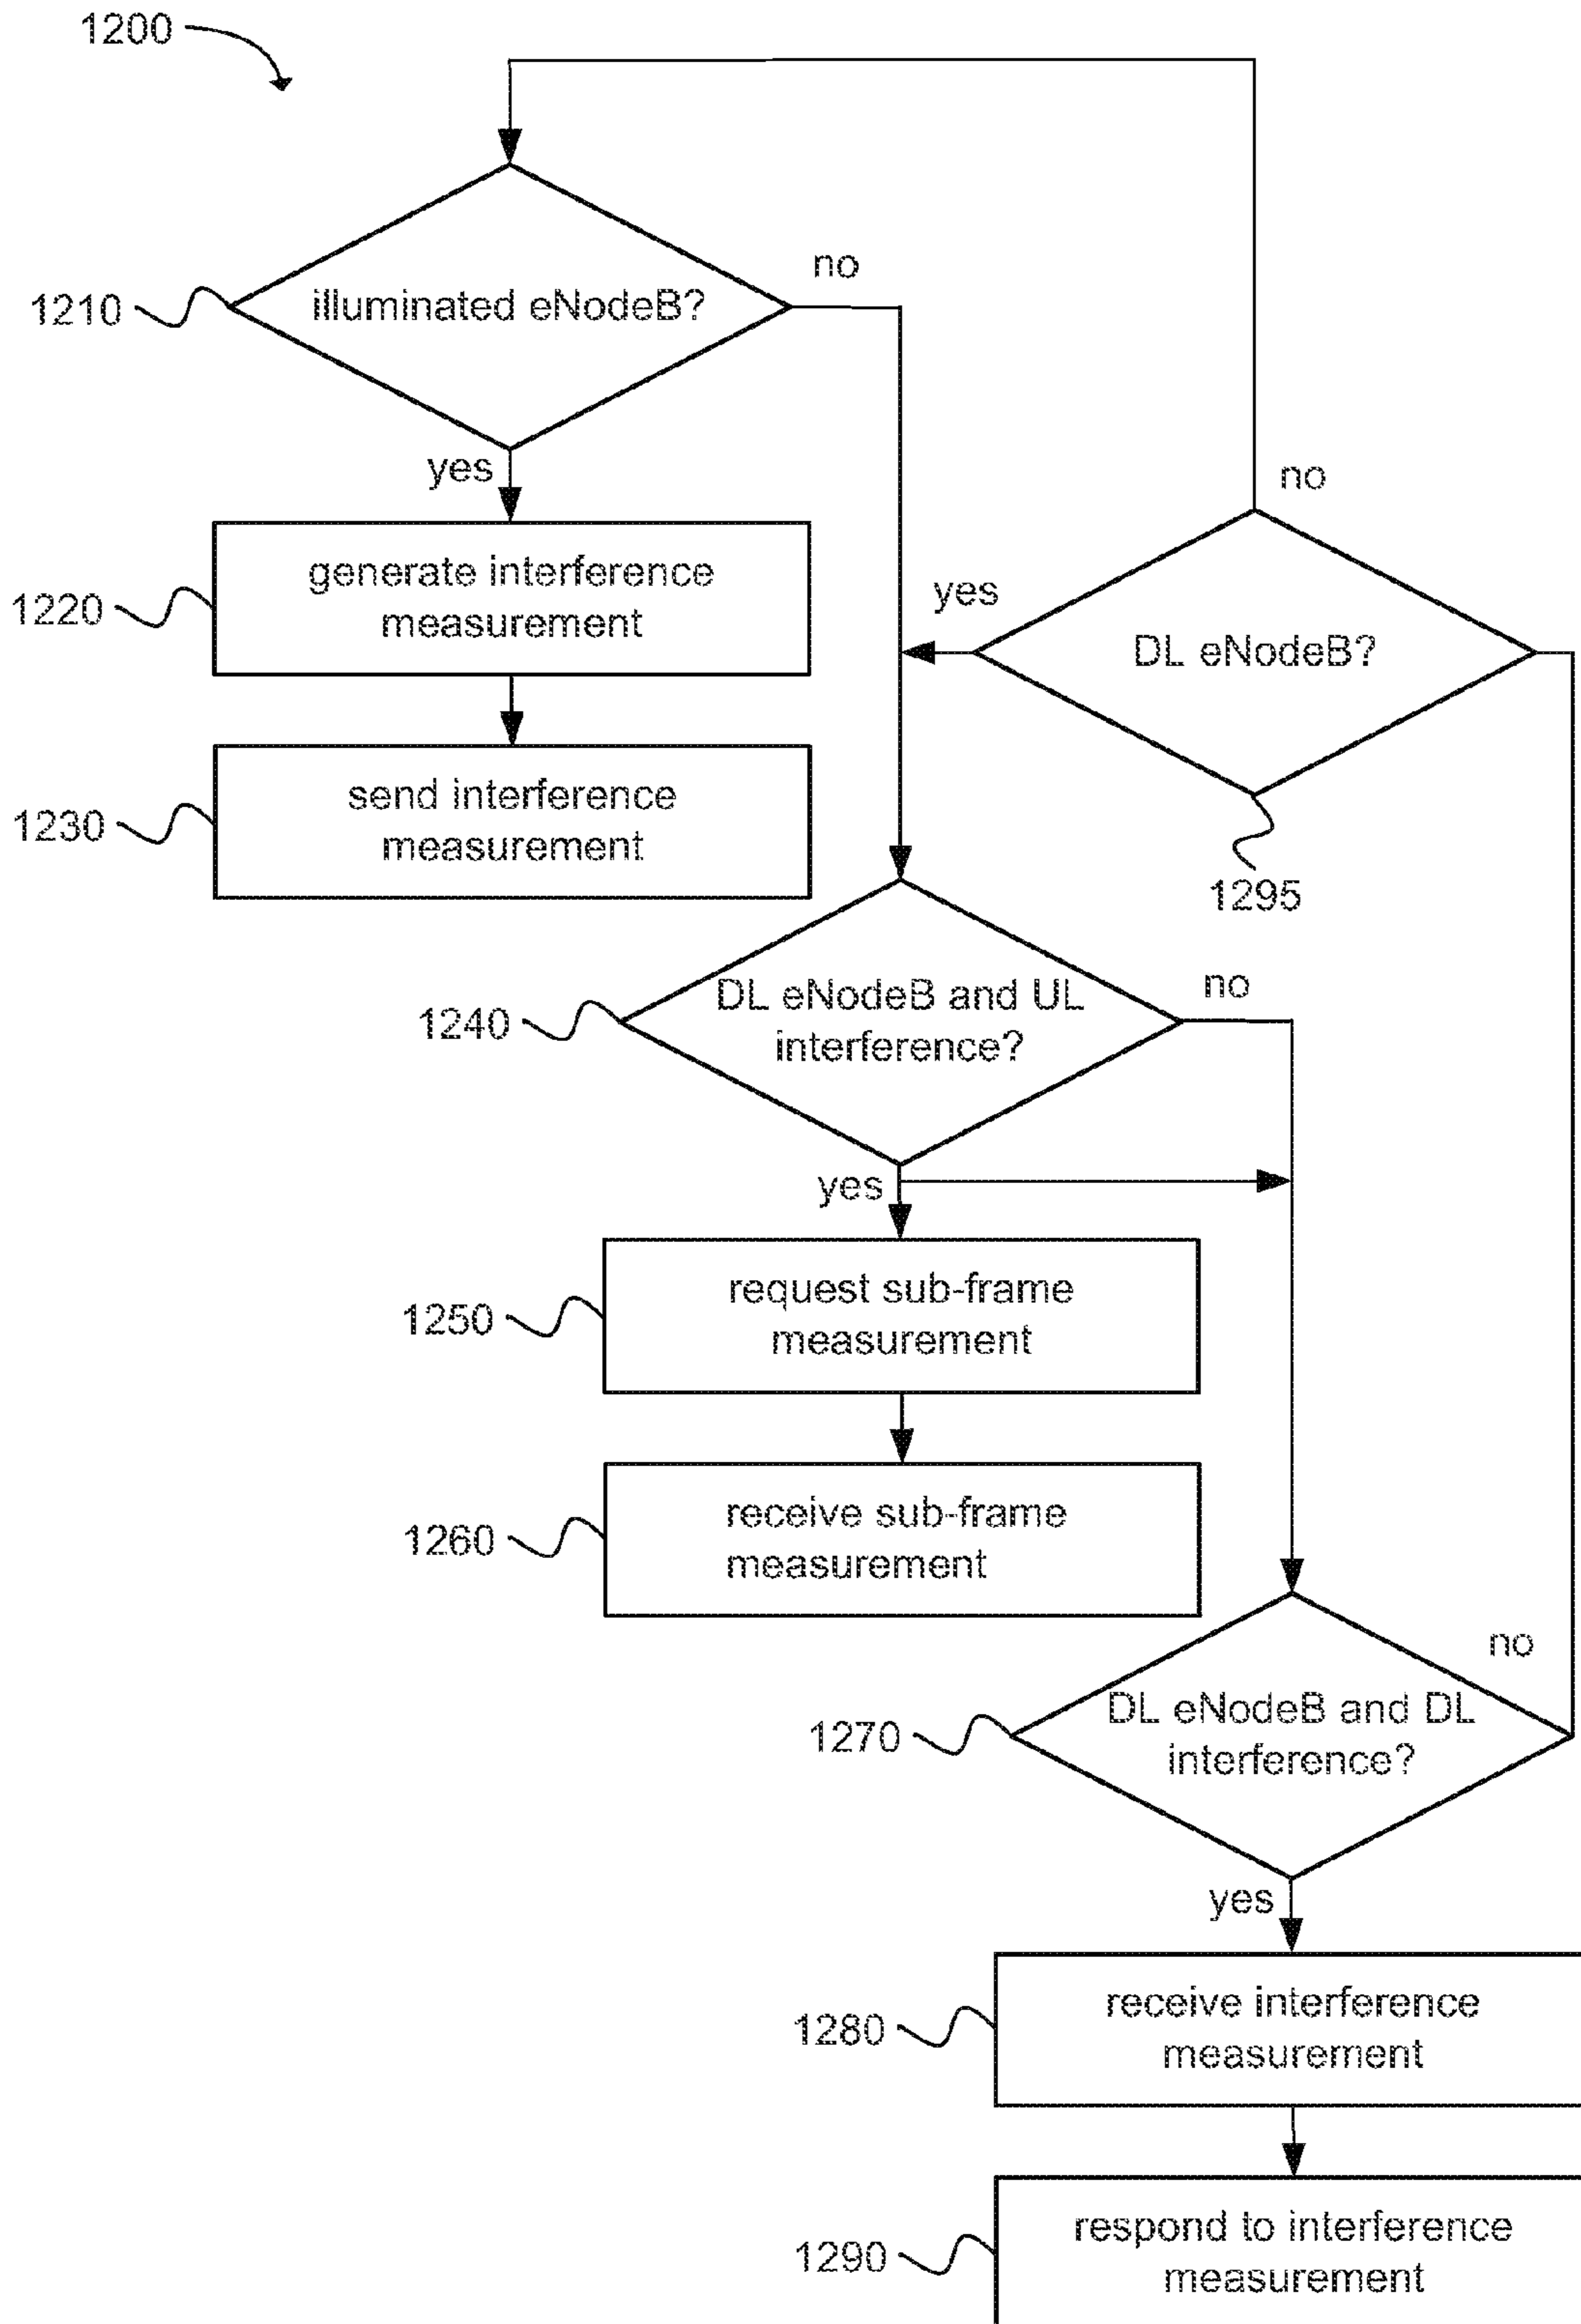 1200
no
1210
illuminated eNodeB?
yes
no
generate interference
measurement
1220
yes
DL eNodeB?
send interference
measurement
1230
1295
DL eNodeB and UL
interference?
no
1240
yes
request sub-frame
measurement
1250
receive sub-frame
measurement
1260
no
DL eNodeB and DL
interference?
1270
yes
receive interference
measurement
1280
respond to interference
measurement
1290